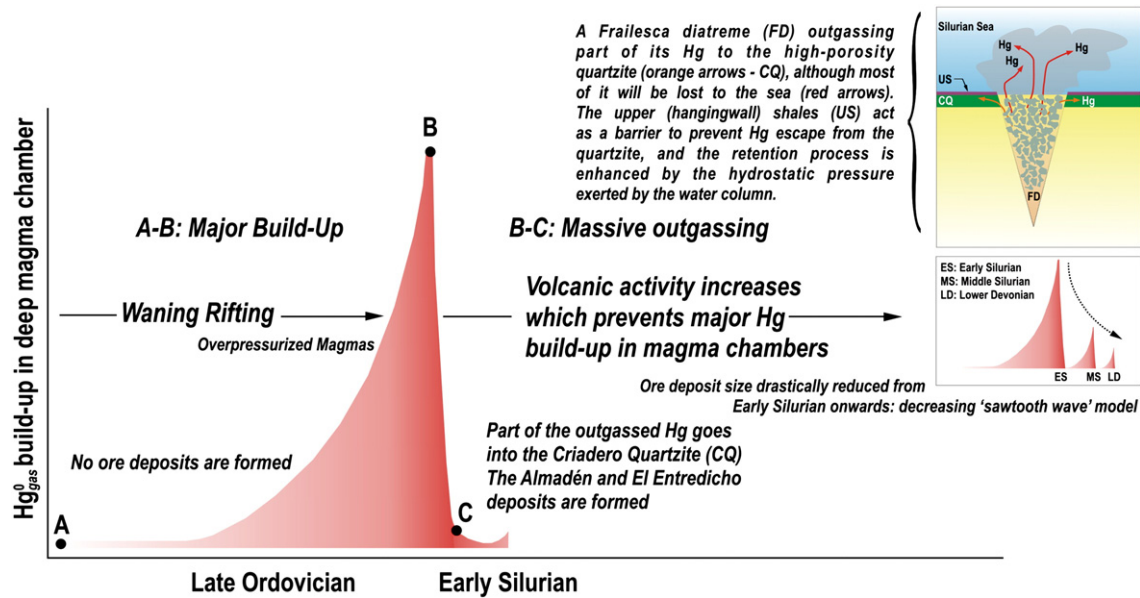 A Frailesca diatreme (FD) outgassing
part of its Hg to the high-porosity
quartzite (orange arrows - CQ), although most
of it will be lost to the sea (red arrows).
The upper (hangingwall) shales (US) act
as a barrier to prevent Hg escape from the
quartzite, and the retention process is
enhanced by the hydrostatic pressure
exerted by the water column.
Silurian Sea
Hg
Hg
Hg
US
CQ
Hg
FD
Hg⁰gas build-up in deep magma chamber
B
A-B: Major Build-Up
B-C: Massive outgassing
Waning Rifting
Overpressurized Magmas
Volcanic activity increases
which prevents major Hg
build-up in magma chambers
ES: Early Silurian
MS: Middle Silurian
LD: Lower Devonian
ES
MS
LD
Ore deposit size drastically reduced from
Early Silurian onwards: decreasing ‘sawtooth wave’ model
No ore deposits are formed
Part of the outgassed Hg goes
into the Criadero Quartzite (CQ)
The Almadén and El Entredicho
deposits are formed
A
C
Late Ordovician
Early Silurian